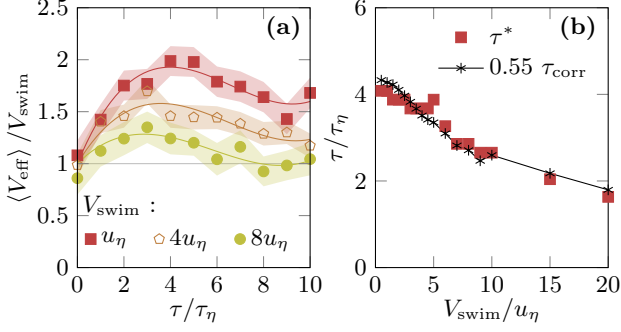 (a)
⟨V_eff⟩/V_swim
2.5
2
1.5
1
0.5
0
V_swim :
u_η 4u_η 8u_η
0 2 4 6 8 10
τ/τ_η
(b)
τ*
0.55 τ_corr
τ/τ_η
6
4
2
0
0 5 10 15 20
V_swim/u_η